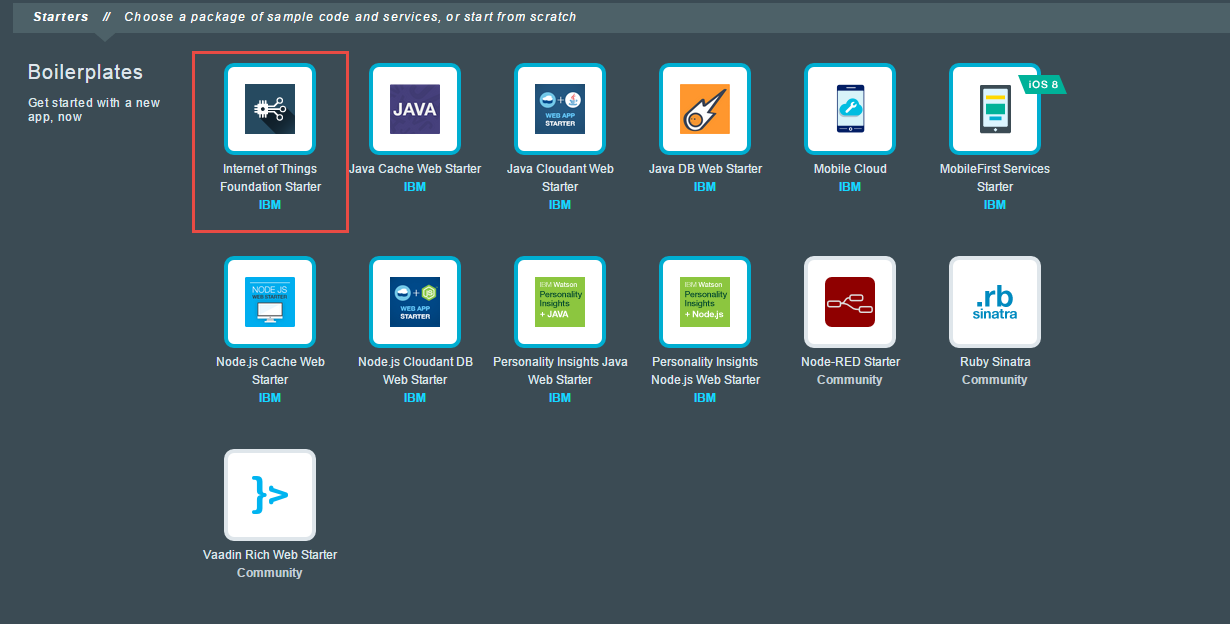 Starters // Choose a package of sample code and services, or start from scratch
Boilerplates
Get started with a new
app, now
Internet of Things
Foundation Starter
IBM
JAVA
Java Cache Web Starter
IBM
+
WEB APP
STARTER
Java Cloudant Web
Starter
IBM
Java DB Web Starter
IBM
Mobile Cloud
IBM
iOS 8
MobileFirst Services
Starter
IBM
NODE JS
WEB STARTER
Node.js Cache Web
Starter
IBM
+
WEB APP
STARTER
Node.js Cloudant DB
Web Starter
IBM
IBM Watson
Personality
Insights
+ JAVA
Personality Insights Java
Web Starter
IBM
IBM Watson
Personality
Insights
+ Node.js
Personality Insights
Node.js Web Starter
IBM
Node-RED Starter
Community
.rb
sinatra
Ruby Sinatra
Community
}>
Vaadin Rich Web Starter
Community